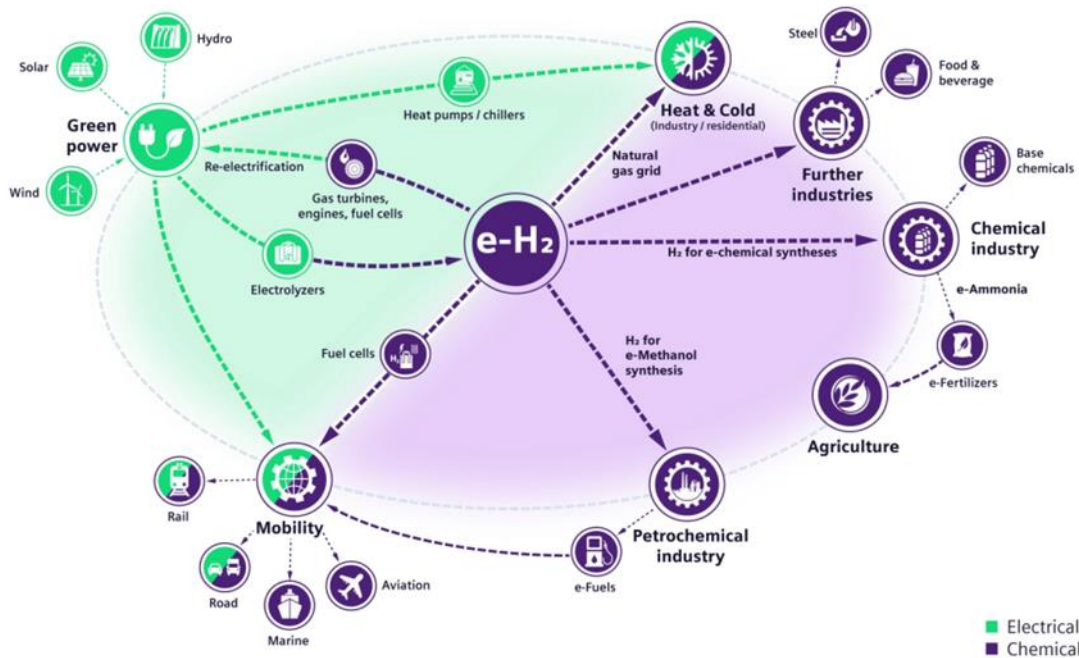 Hydro
Solar
Green
power
Wind
Heat pumps / chillers
Re-electrification
Gas turbines,
engines, fuel cells
Electrolyzers
e-H₂
Heat & Cold
(Industry / residential)
Natural
gas grid
Steel
Food &
beverage
Further
industries
Base
chemicals
Chemical
industry
H₂ for e-chemical syntheses
e-Ammonia
e-Fertilizers
Agriculture
Fuel cells
H₂
H₂ for
e-Methanol
synthesis
Petrochemical
industry
e-Fuels
Mobility
Rail
Road
Marine
Aviation
Electrical
Chemical